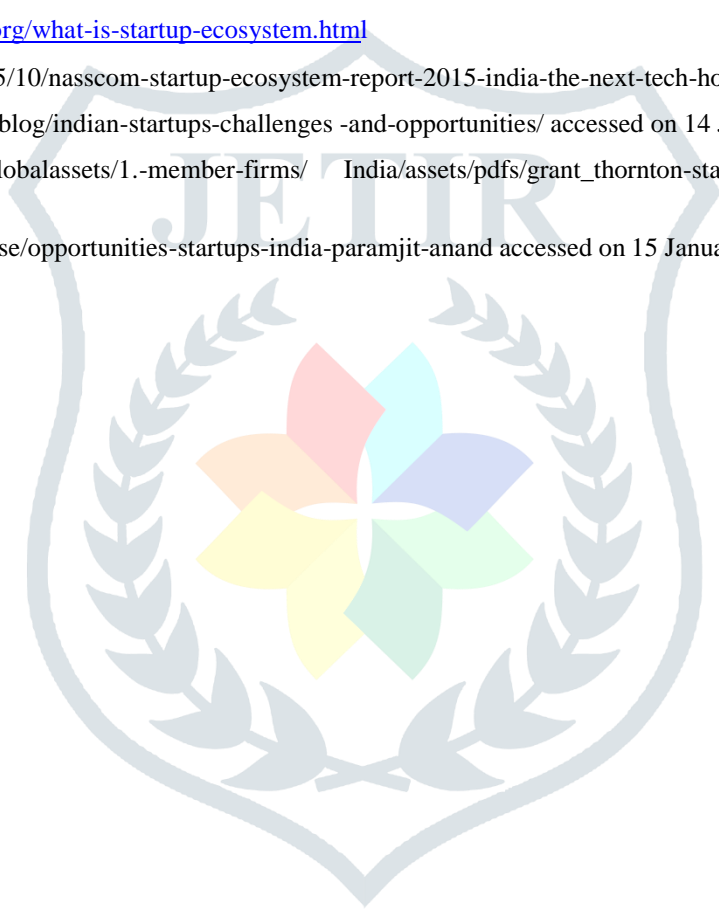 org/what-is-startup-ecosystem.html
5/10/nasscom-startup-ecosystem-report-2015-india-the-next-tech-ho
blog/indian-startups-challenges -and-opportunities/ accessed on 14
lobalassets/1.-member-firms/ India/assets/pdfs/grant_thornton-sta
se/opportunities-startups-india-paramjit-anand accessed on 15 Janua
JETIR